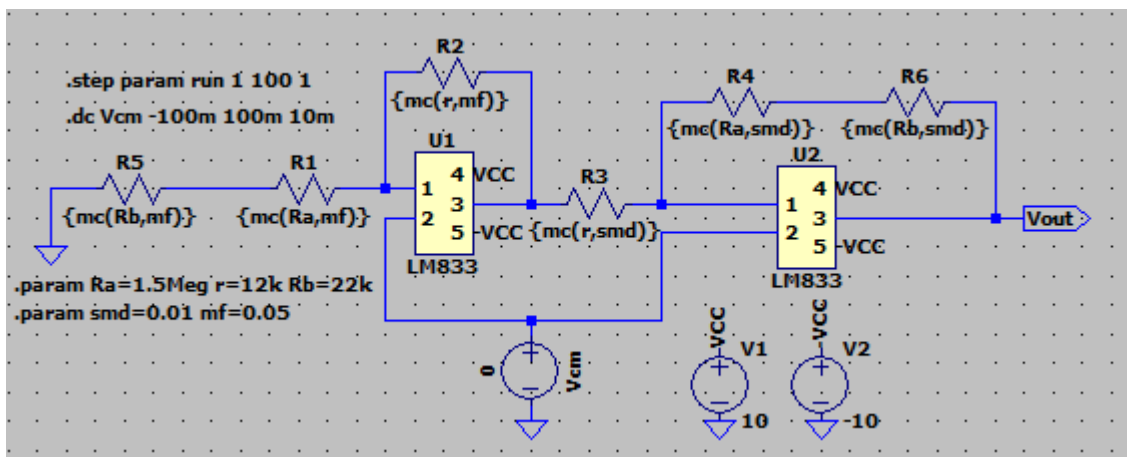 .step param run 1 100 1
.dc Vcm -100m 100m 10m
R2
{mc(r,mf)}
R4
{mc(Ra,smd)}
R6
{mc(Rb,smd)}
R5
{mc(Rb,mf)}
R1
{mc(Ra,mf)}
U1
1
2
4
3
5
VCC
-VCC
LM833
R3
{mc(r,smd)}
U2
1
2
4
3
5
VCC
-VCC
LM833
Vout
.param Ra=1.5Meg r=12k Rb=22k
.param smd=0.01 mf=0.05
0
Vcm
VCC
V1
10
-VCC
V2
-10